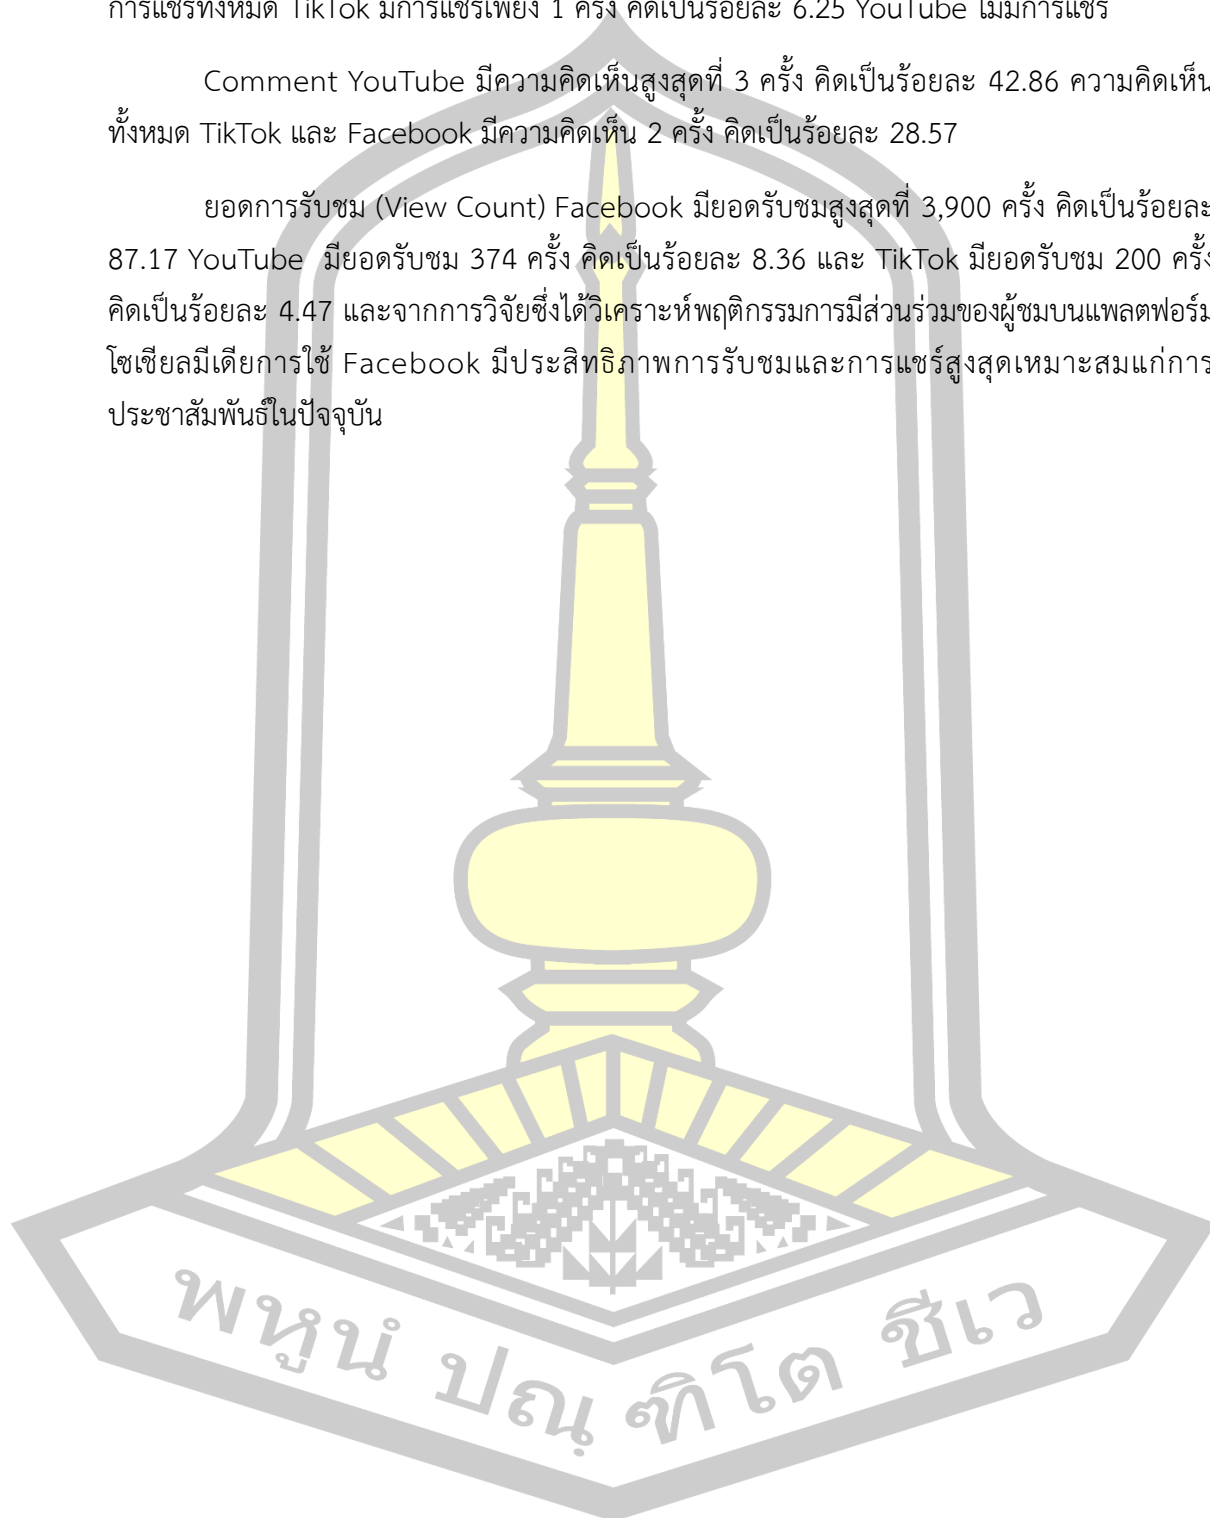 การแชร์ทั้งหมด TikTok มีการแชร์เพียง 1 ครั้ง คิดเป็นร้อยละ 6.25 YouTube ไม่มีการแชร์
Comment YouTube มีความคิดเห็นสูงสุดที่ 3 ครั้ง คิดเป็นร้อยละ 42.86 ความคิดเห็น
ทั้งหมด TikTok และ Facebook มีความคิดเห็น 2 ครั้ง คิดเป็นร้อยละ 28.57
ยอดการรับชม (View Count) Facebook มียอดรับชมสูงสุดที่ 3,900 ครั้ง คิดเป็นร้อยละ
87.17 YouTube มียอดรับชม 374 ครั้ง คิดเป็นร้อยละ 8.36 และ TikTok มียอดรับชม 200 ครั้ง
คิดเป็นร้อยละ 4.47 และจากการวิจัยซึ่งได้วิเคราะห์พฤติกรรมการมีส่วนร่วมของผู้ชมบนแพลตฟอร์ม
โซเชียลมีเดียการใช้ Facebook มีประสิทธิภาพการรับชมและการแชร์สูงสุดเหมาะสมแก่การ
ประชาสัมพันธ์ในปัจจุบัน
พหูนํ ปณฺฑิโต ชีเว